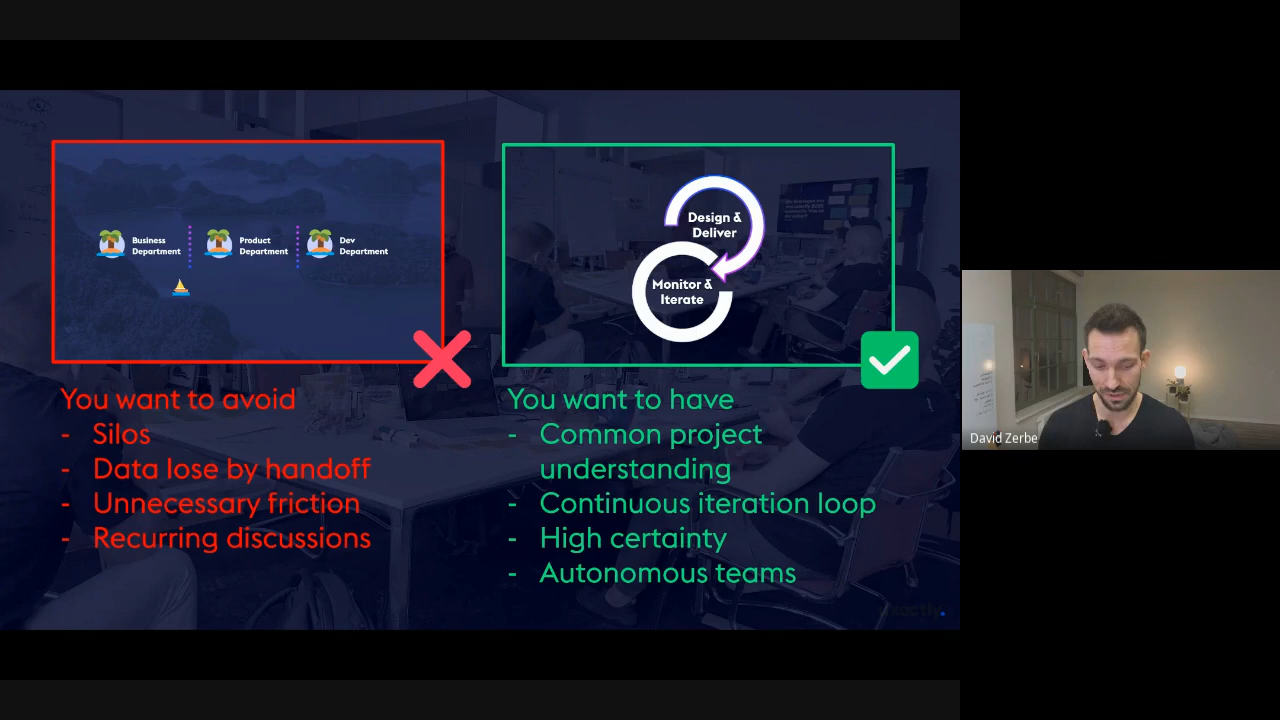 Business
Department
Product
Department
Dev
Department
Design &
Deliver
Monitor &
Iterate
You want to avoid
- Silos
- Data lose by handoff
- Unnecessary friction
- Recurring discussions
You want to have
- Common project
understanding
- Continuous iteration loop
- High certainty
- Autonomous teams
exactly.
David Zerbe